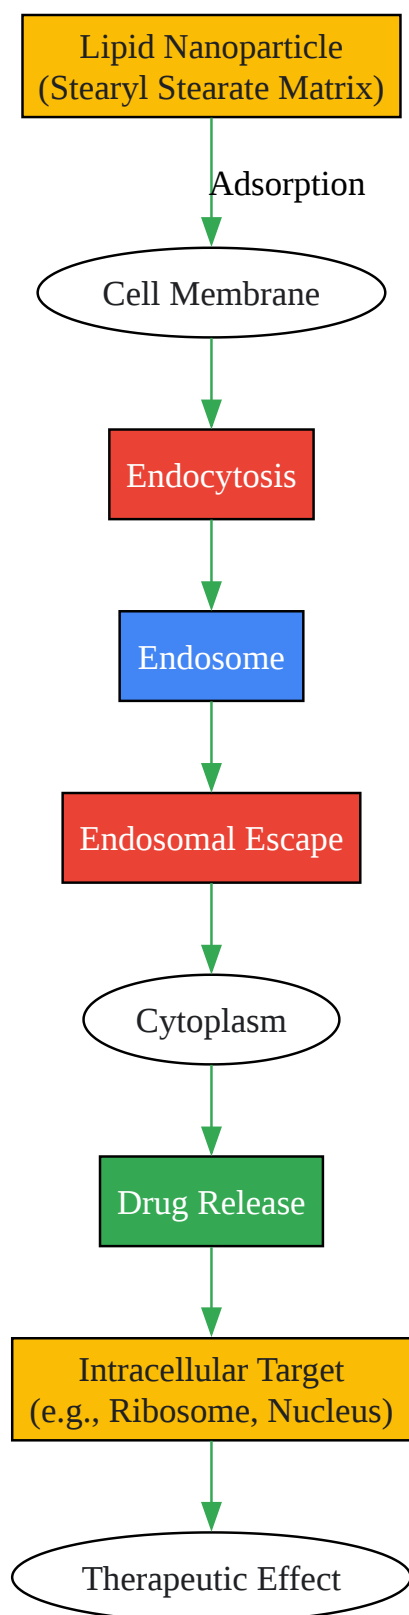 Lipid Nanoparticle
(Stearyl Stearate Matrix)
Adsorption
Cell Membrane
Endocytosis
Endosome
Endosomal Escape
Cytoplasm
Drug Release
Intracellular Target
(e.g., Ribosome, Nucleus)
Therapeutic Effect